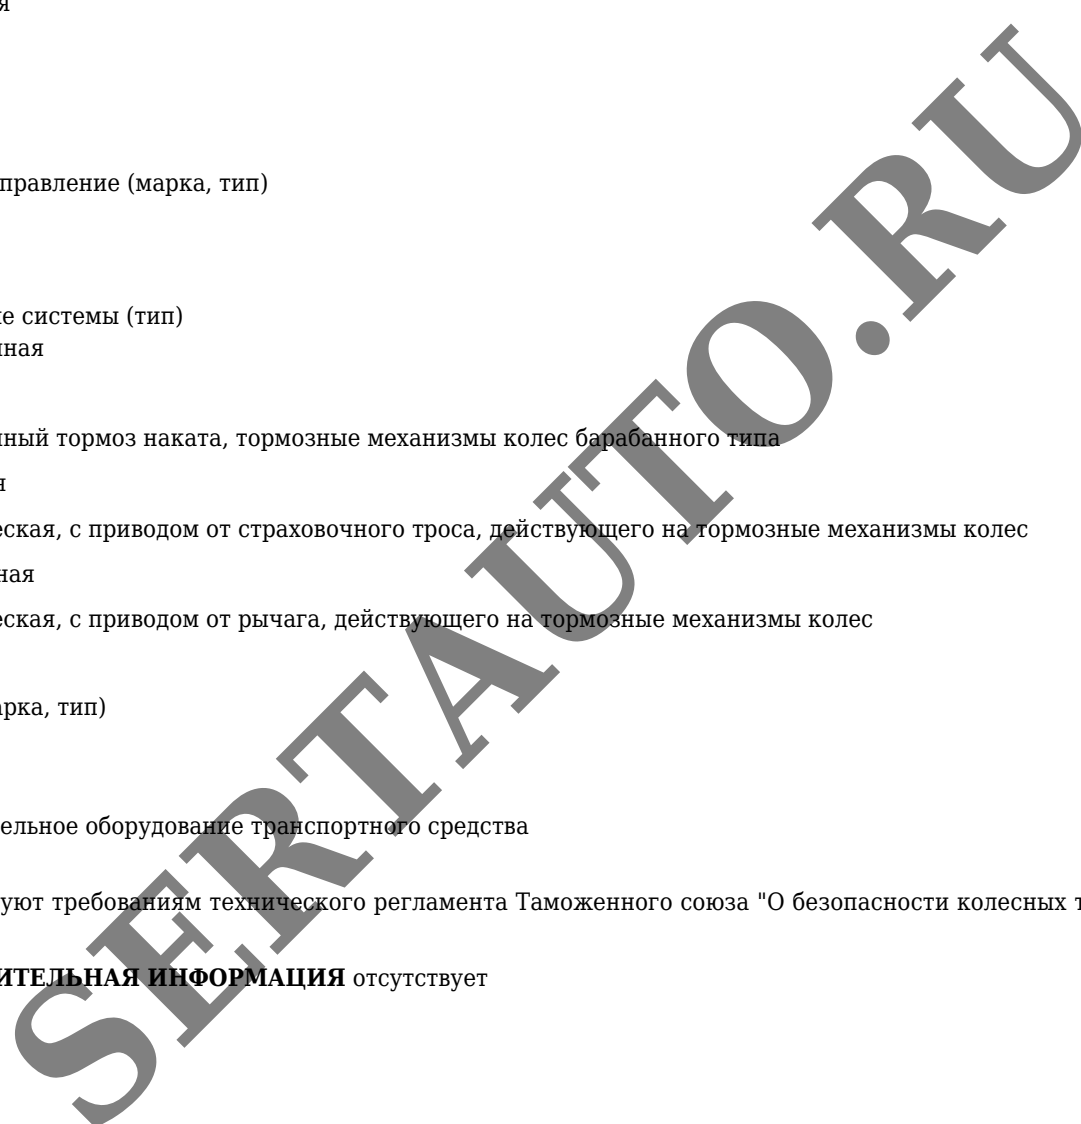 я
правление (марка, тип)
е системы (тип)
ная
ный тормоз наката, тормозные механизмы колес барабанного типа
я
еская, с приводом от страховочного троса, действующего на тормозные механизмы колес
ная
еская, с приводом от рычага, действующего на тормозные механизмы колес
арка, тип)
ельное оборудование транспортного средства
уют требованиям технического регламента Таможенного союза "О безопасности колесных т
ИТЕЛЬНАЯ ИНФОРМАЦИЯ отсутствует
SERTAUTO.RU